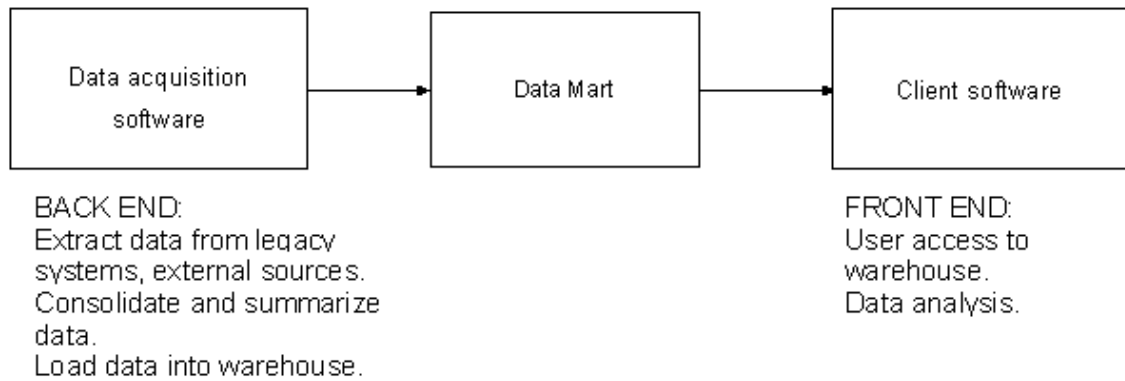 Data acquisition
software
Data Mart
Client software
BACK END:
Extract data from legacy
systems, external sources.
Consolidate and summarize
data.
Load data into warehouse.
FRONT END:
User access to
warehouse.
Data analysis.